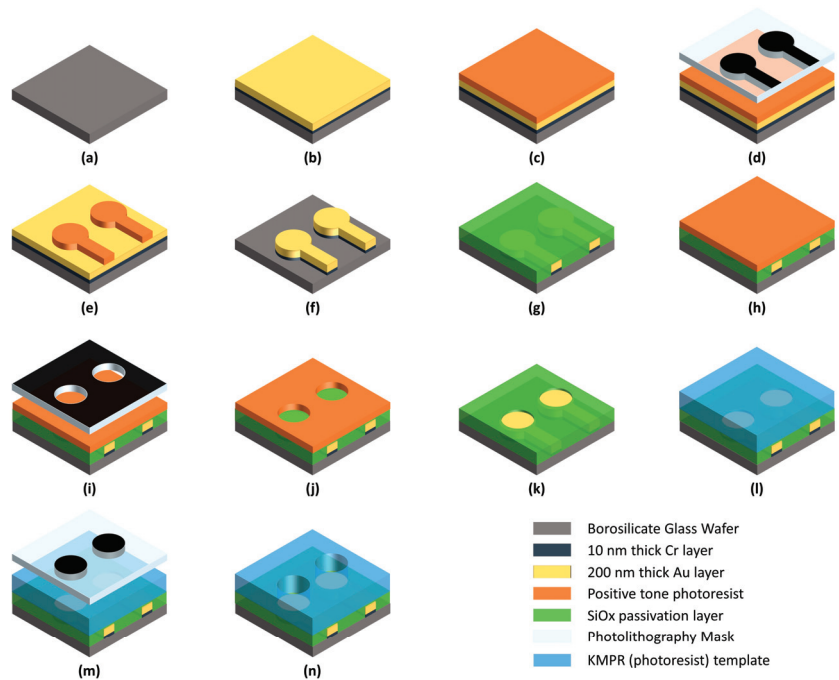 (a)
(b)
(c)
(d)
(e)
(f)
(g)
(h)
(i)
(j)
(k)
(l)
(m)
(n)
Borosilicate Glass Wafer
10 nm thick Cr layer
200 nm thick Au layer
Positive tone photoresist
SiOx passivation layer
Photolithography Mask
KMPR (photoresist) template